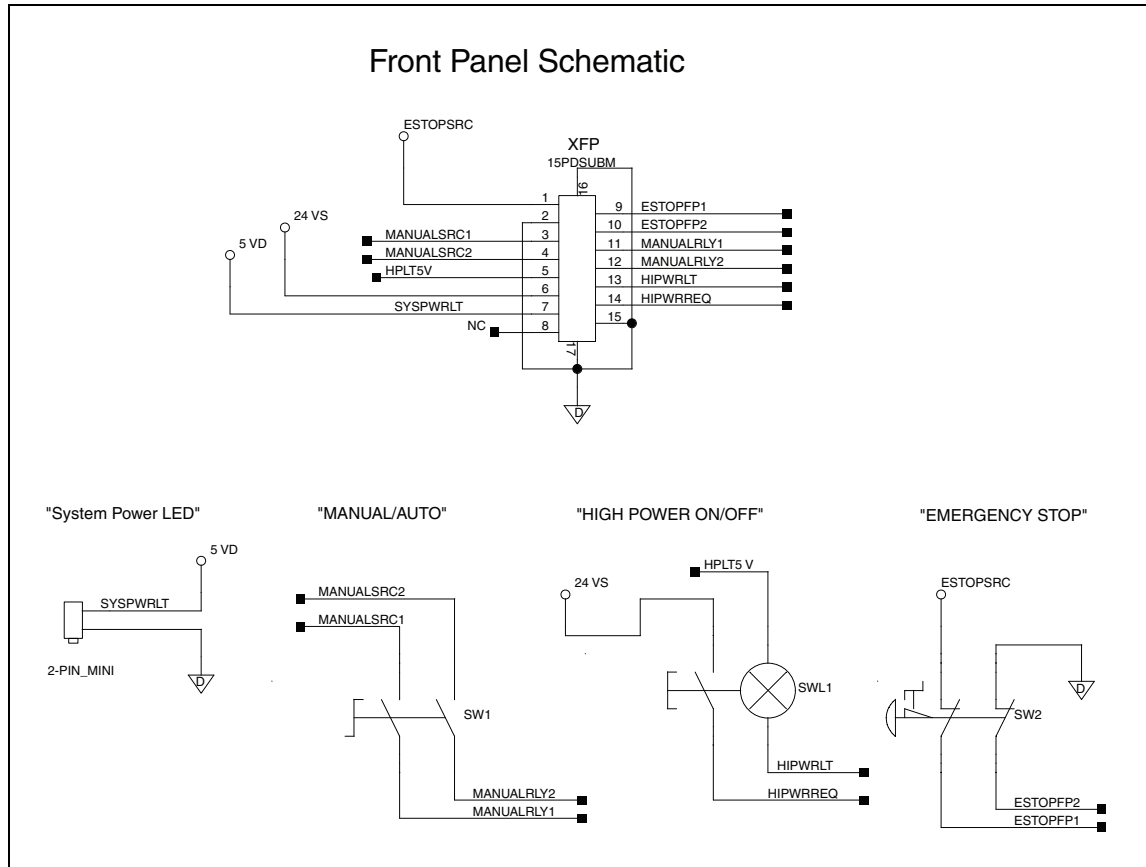 Front Panel Schematic
ESTOPSRC
XFP
15PDSUBM
16
1
2
3
4
5
6
7
8
9
10
11
12
13
14
15
17
24 VS
5 VD
MANUALSRC1
MANUALSRC2
HPLT5V
SYSPWRLT
NC
ESTOPFP1
ESTOPFP2
MANUALRLY1
MANUALRLY2
HIPWRLT
HIPWRREQ
D
"System Power LED"
5 VD
SYSPWRLT
2-PIN_MINI
D
"MANUAL/AUTO"
MANUALSRC2
MANUALSRC1
SW1
MANUALRLY2
MANUALRLY1
"HIGH POWER ON/OFF"
HPLT5 V
24 VS
SWL1
HIPWRLT
HIPWRREQ
"EMERGENCY STOP"
ESTOPSRC
D
SW2
ESTOPFP2
ESTOPFP1